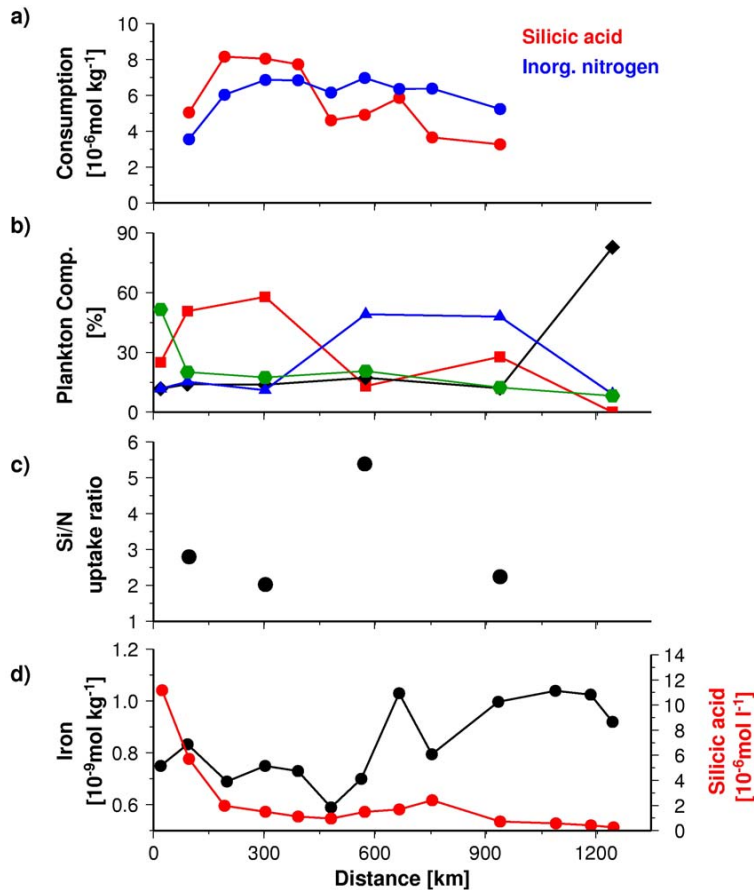 a)
Consumption
[10⁻⁶mol kg⁻¹]
10
8
6
4
2
0
Silicic acid
Inorg. nitrogen
b)
Plankton Comp.
[%]
90
60
30
0
c)
Si/N
uptake ratio
6
5
4
3
2
1
d)
Iron
[10⁻⁹mol kg⁻¹]
1.2
1.0
0.8
0.6
14
12
10
8
6
4
2
0
Silicic acid
[10⁻⁶mol l⁻¹]
0 300 600 900 1200
Distance [km]